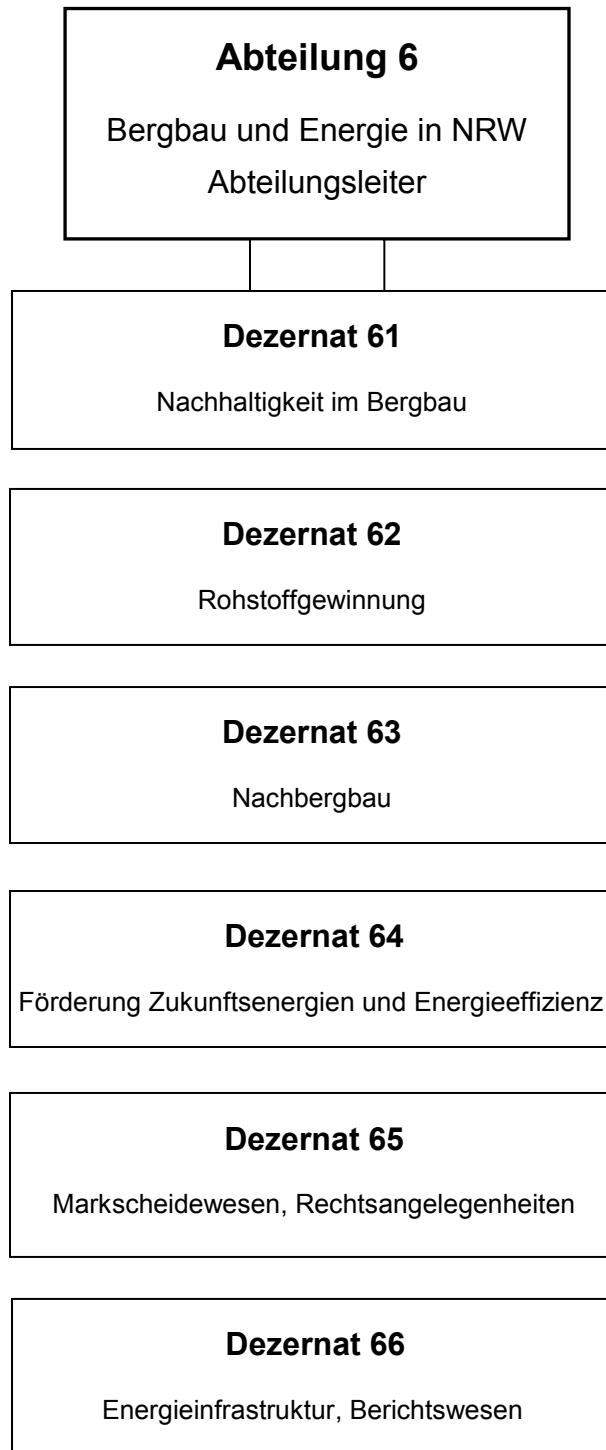 Abteilung 6
Bergbau und Energie in NRW
Abteilungsleiter
Dezernat 61
Nachhaltigkeit im Bergbau
Dezernat 62
Rohstoffgewinnung
Dezernat 63
Nachbergbau
Dezernat 64
Förderung Zukunftsenergien und Energieeffizienz
Dezernat 65
Markscheidewesen, Rechtsangelegenheiten
Dezernat 66
Energieinfrastruktur, Berichtswesen